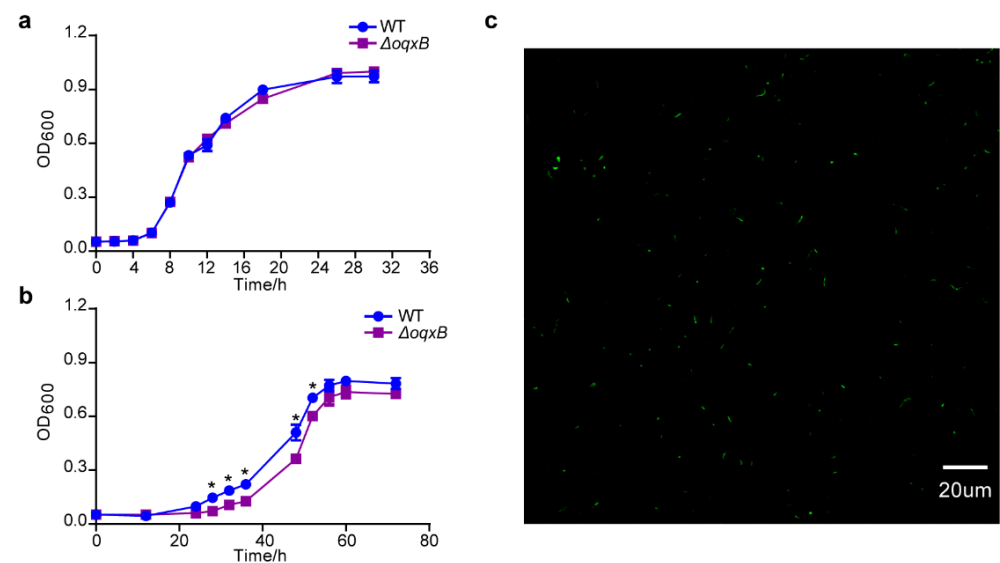 a
WT
ΔoqxB
1.2
0.9
0.6
0.3
0.0
OD600
0 4 8 12 16 20 24 28 32 36
Time/h
b
WT
ΔoqxB
1.2
0.9
0.6
0.3
0.0
OD600
* * * * *
0 20 40 60 80
Time/h
c
20um